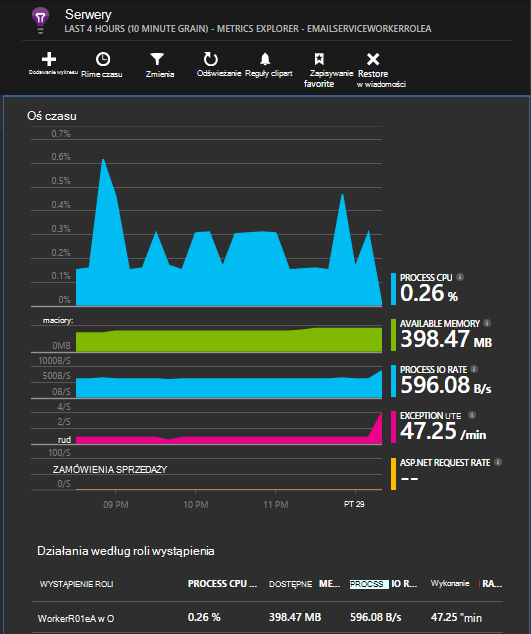 Serwery
LAST 4 HOURS (10 MINUTE GRAIN) - METRICS EXPLORER - EMAILSERVICEWORKERROLEA
Dodawanie wykresu
Rime czasu
Zmienia
Odświeżanie
Reguły clipart
Zapisywanie favorite
Restore w wiadomości
Oś czasu
0.7%
0.6%
0.5%
0.4%
0.3%
0.2%
0.1%
0%
PROCESS CPU
0.26 %
maciory:
0MB
AVAILABLE MEMORY
398.47 MB
1000B/S
500B/S
0B/S
PROCESS IO RATE
596.08 B/s
4/S
2/S
rud
EXCEPTION UTE
47.25 /min
100/S
ZAMÓWIENIA SPRZEDAŻY
0/S
ASP.NET REQUEST RATE
--
09 PM 10 PM 11 PM PT 29
Działania według roli wystąpienia
WYSTĄPIENIE ROLI PROCESS CPU ... DOSTĘPNE ME... PROCSS IO R... Wykonanie RA...
WorkerR01eA w O 0.26 % 398.47 MB 596.08 B/s 47.25 "min